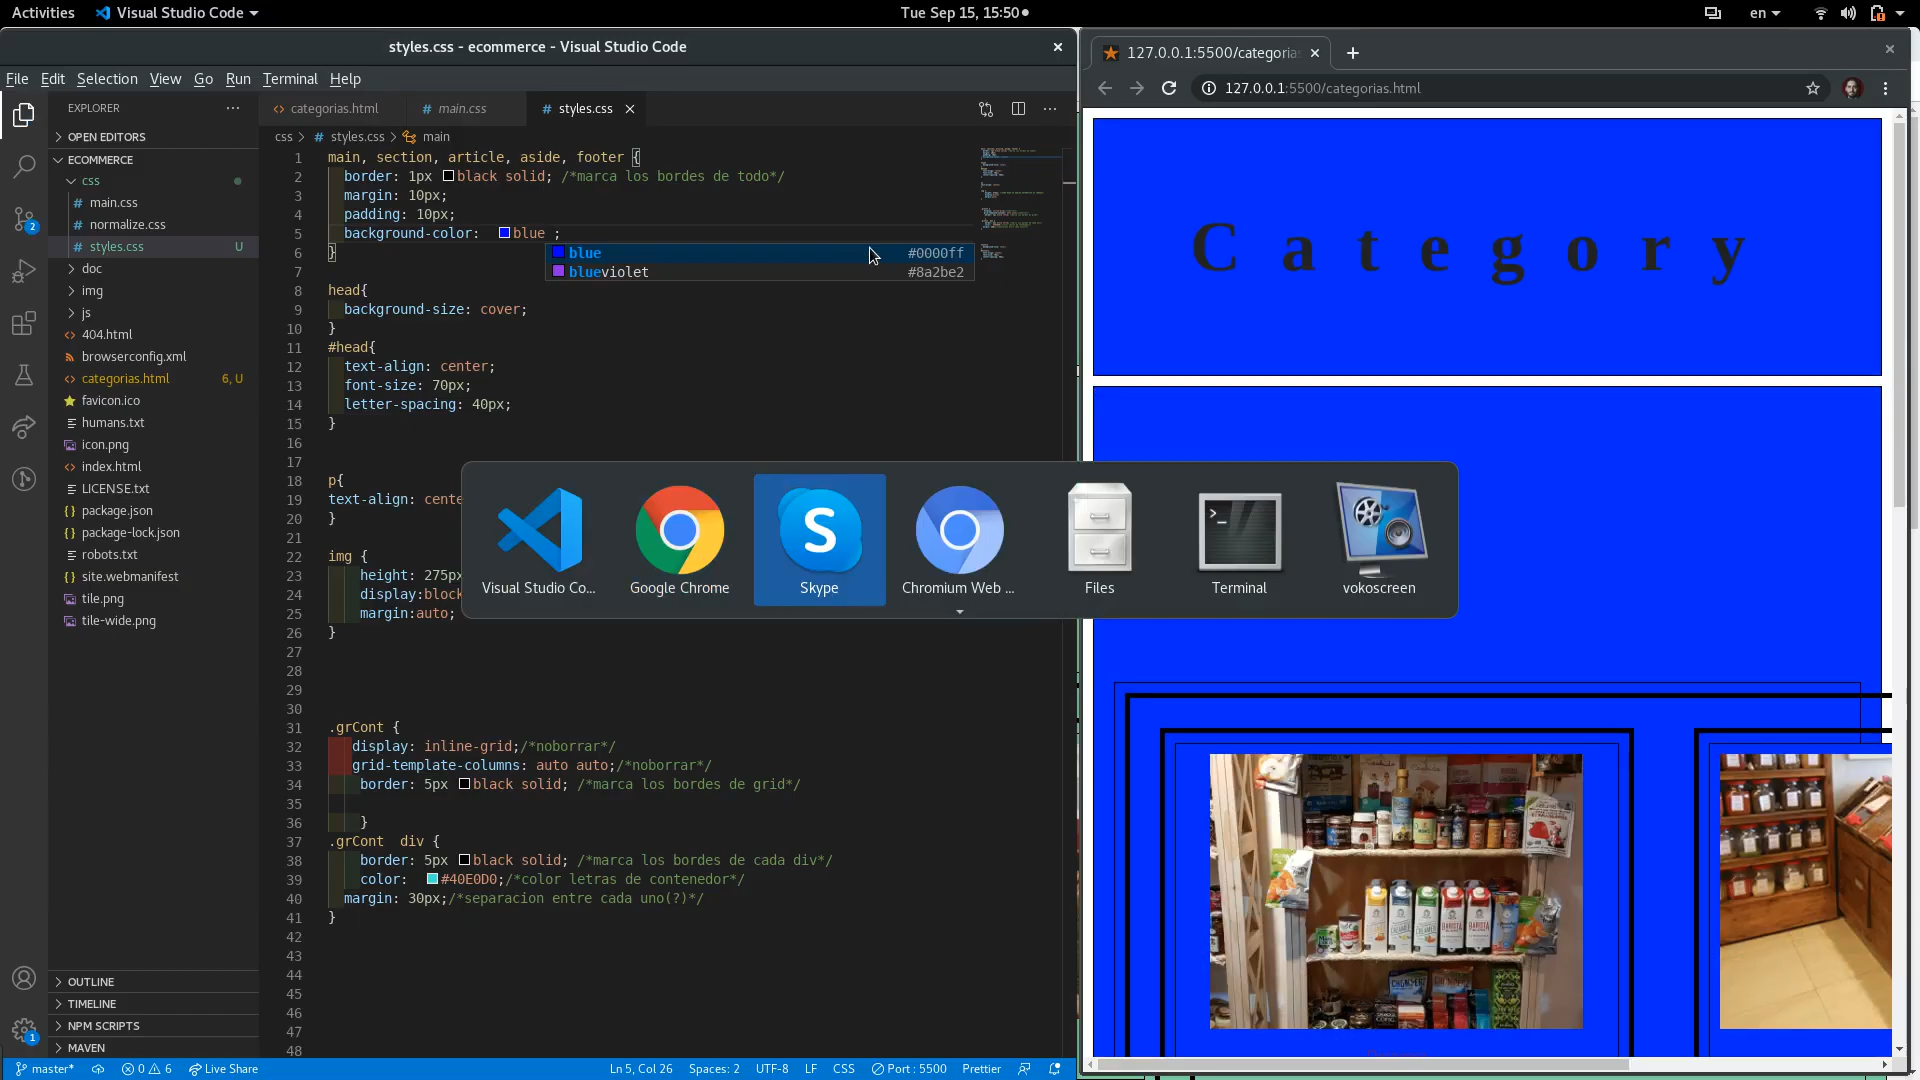 Activities
Visual Studio Code
Tue Sep 15, 15:50
en
styles.css - ecommerce - Visual Studio Code
File Edit Selection View Go Run Terminal Help
EXPLORER
OPEN EDITORS
ECOMMERCE
css
main.css
normalize.css
styles.css U
doc
img
js
404.html
browserconfig.xml
categorias.html 6, U
favicon.ico
humans.txt
icon.png
index.html
LICENSE.txt
package.json
package-lock.json
robots.txt
site.webmanifest
tile.png
tile-wide.png
OUTLINE
TIMELINE
NPM SCRIPTS
MAVEN
2
1
categorias.html
main.css
styles.css
css > styles.css > main
1 main, section, article, aside, footer {
2 border: 1px black solid; /*marca los bordes de todo*/
3 margin: 10px;
4 padding: 10px;
5 background-color: blue ;
6 }
blue #0000ff
blueviolet #8a2be2
7
8 head{
9 background-size: cover;
10 }
11 #head{
12 text-align: center;
13 font-size: 70px;
14 letter-spacing: 40px;
15 }
16
17
18 p{
19 text-align: cente
20 }
21
22 img {
23 height: 275px
24 display:block
25 margin:auto;
26 }
27
28
29
30
31 .grCont {
32 display: inline-grid;/*noborrar*/
33 grid-template-columns: auto auto;/*noborrar*/
34 border: 5px black solid; /*marca los bordes de grid*/
35
36 }
37 .grCont div {
38 border: 5px black solid; /*marca los bordes de cada div*/
39 color: #40E0D0;/*color letras de contenedor*/
40 margin: 30px;/*separacion entre cada uno(?)*/
41 }
42
43
44
45
46
47
48
Visual Studio Co...
Google Chrome
Skype
Chromium Web ...
Files
Terminal
vokoscreen
master* 0 6 Live Share
Ln 5, Col 26 Spaces: 2 UTF-8 LF CSS Port : 5500 Prettier
127.0.0.1:5500/categorias
127.0.0.1:5500/categorias.html
Category